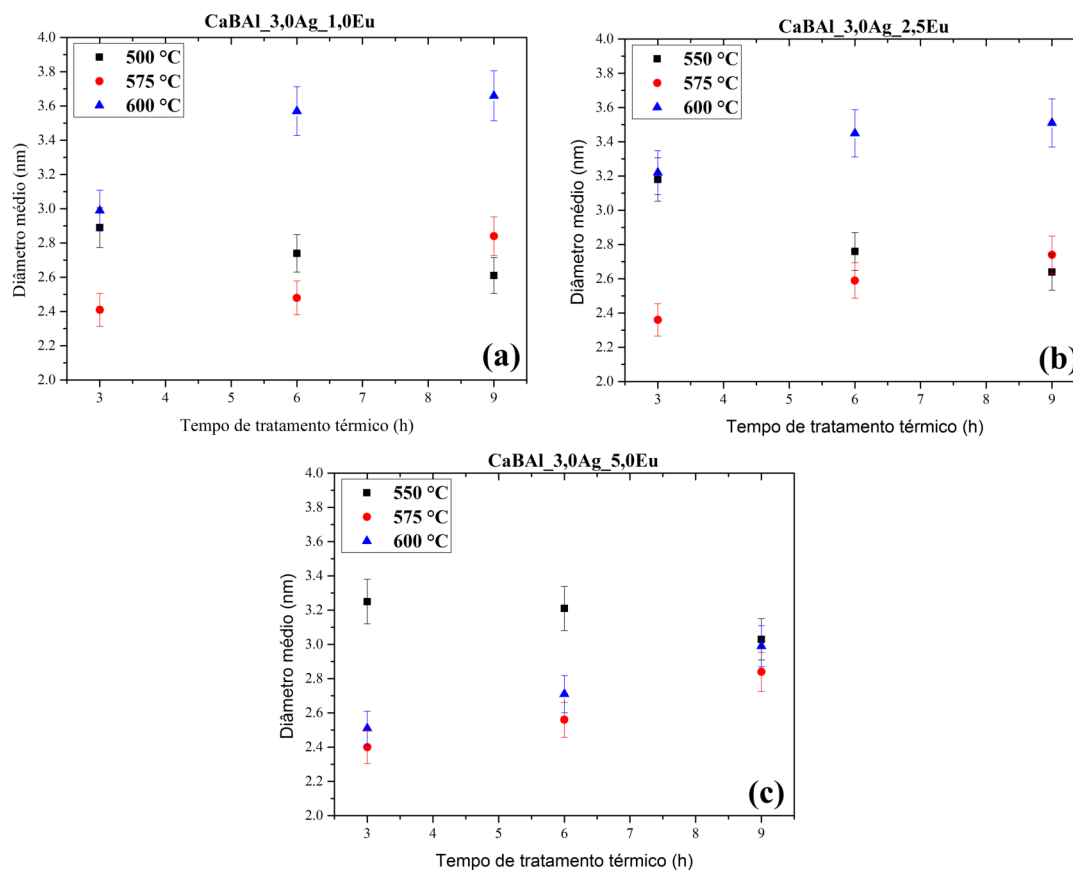 CaBAl_3,0Ag_1,0Eu
4.0
3.8
3.6
3.4
3.2
3.0
2.8
2.6
2.4
2.2
2.0
Diâmetro médio (nm)
500 °C
575 °C
600 °C
(a)
3 4 5 6 7 8 9
Tempo de tratamento térmico (h)
CaBAl_3,0Ag_2,5Eu
4.0
3.8
3.6
3.4
3.2
3.0
2.8
2.6
2.4
2.2
2.0
Diâmetro médio (nm)
550 °C
575 °C
600 °C
(b)
3 4 5 6 7 8 9
Tempo de tratamento térmico (h)
CaBAl_3,0Ag_5,0Eu
4.0
3.8
3.6
3.4
3.2
3.0
2.8
2.6
2.4
2.2
2.0
Diâmetro médio (nm)
550 °C
575 °C
600 °C
(c)
3 4 5 6 7 8 9
Tempo de tratamento térmico (h)